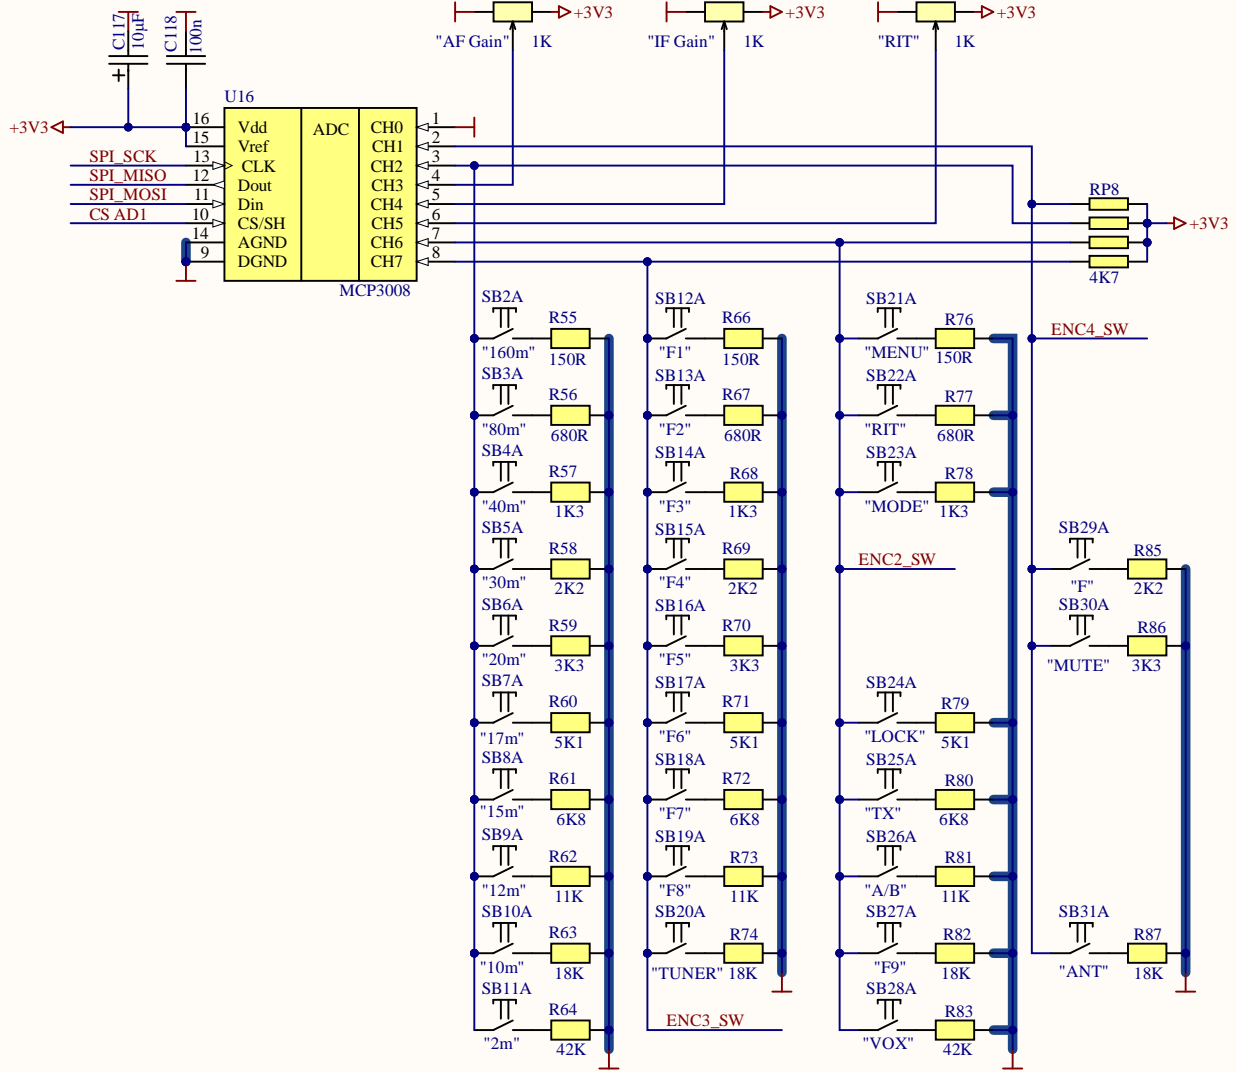 C117
10µF
C118
100n
+3V3
+3V3
+3V3
"AF Gain"
1K
"IF Gain"
1K
"RIT"
1K
U16
+3V3
16
15
13
12
11
10
14
9
Vdd
Vref
CLK
Dout
Din
CS/SH
AGND
DGND
ADC
CH0
CH1
CH2
CH3
CH4
CH5
CH6
CH7
1
2
3
4
5
6
7
8
SPI_SCK
SPI_MISO
SPI_MOSI
CS AD1
MCP3008
RP8
+3V3
4K7
SB2A
R55
"160m"
150R
SB3A
R56
"80m"
680R
SB4A
R57
"40m"
1K3
SB5A
R58
"30m"
2K2
SB6A
R59
"20m"
3K3
SB7A
R60
"17m"
5K1
SB8A
R61
"15m"
6K8
SB9A
R62
"12m"
11K
SB10A
R63
"10m"
18K
SB11A
R64
"2m"
42K
SB12A
R66
"F1"
150R
SB13A
R67
"F2"
680R
SB14A
R68
"F3"
1K3
SB15A
R69
"F4"
2K2
SB16A
R70
"F5"
3K3
SB17A
R71
"F6"
5K1
SB18A
R72
"F7"
6K8
SB19A
R73
"F8"
11K
SB20A
R74
"TUNER"
18K
ENC3_SW
SB21A
R76
"MENU"
150R
SB22A
R77
"RIT"
680R
SB23A
R78
"MODE"
1K3
ENC2_SW
SB24A
R79
"LOCK"
5K1
SB25A
R80
"TX"
6K8
SB26A
R81
"A/B"
11K
SB27A
R82
"F9"
18K
SB28A
R83
"VOX"
42K
ENC4_SW
SB29A
R85
"F"
2K2
SB30A
R86
"MUTE"
3K3
SB31A
R87
"ANT"
18K